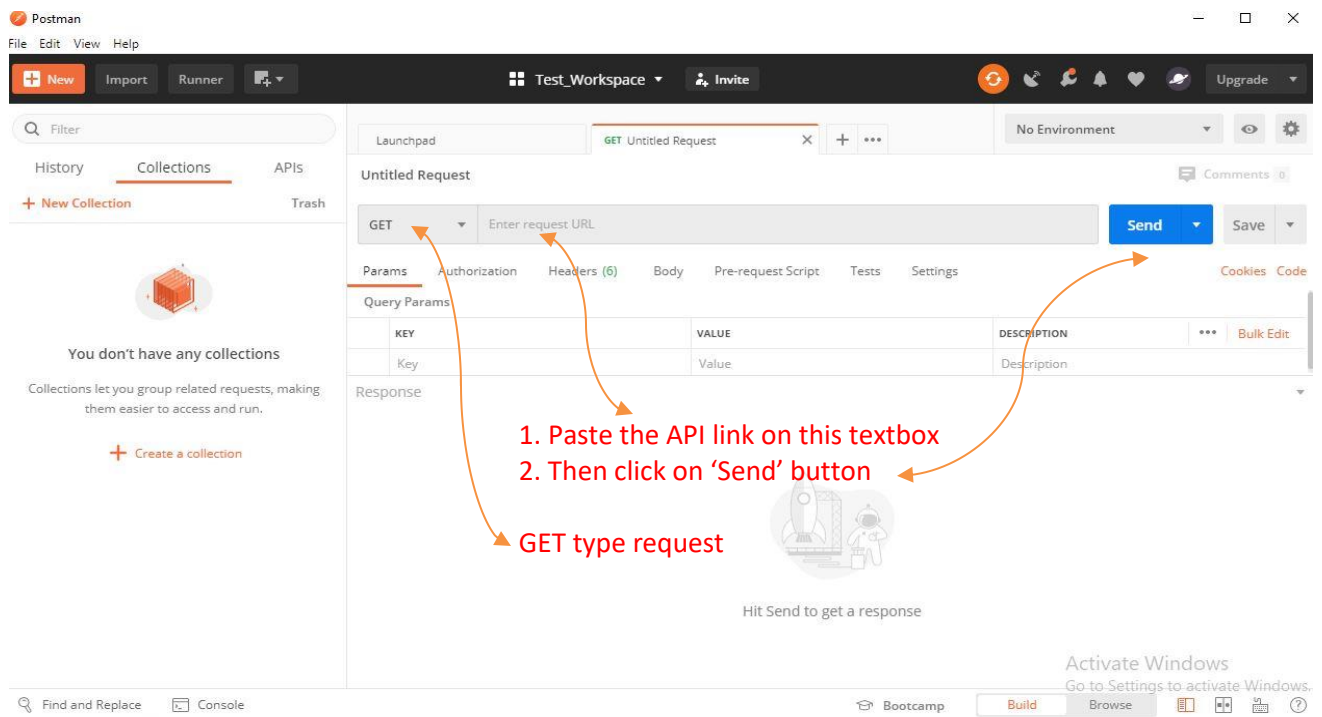 Postman
File Edit View Help
New Import Runner Test_Workspace Invite Upgrade
Filter
History Collections APIs
+ New Collection Trash
You don't have any collections
Collections let you group related requests, making
them easier to access and run.
+ Create a collection
Launchpad GET Untitled Request × + ••• No Environment
Untitled Request Comments 0
GET Enter request URL Send Save
Params Authorization Headers (6) Body Pre-request Script Tests Settings Cookies Code
Query Params
KEY VALUE DESCRIPTION ••• Bulk Edit
Key Value Description
Response
1. Paste the API link on this textbox
2. Then click on ‘Send’ button
GET type request
Hit Send to get a response
Activate Windows
Go to Settings to activate Windows.
Find and Replace Console Bootcamp Build Browse